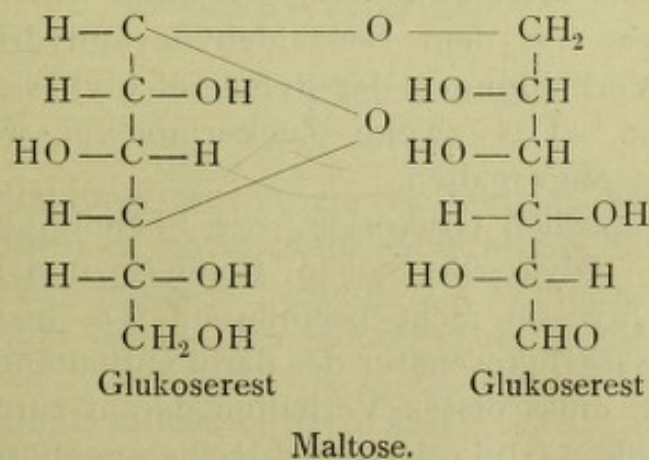 H—C—O—CH₂
H—C—OH HO—CH
O
HO—C—H HO—CH
H—C H—C—OH
H—C—OH HO—C—H
CH₂OH CHO
Glukoserest Glukoserest
Maltose.